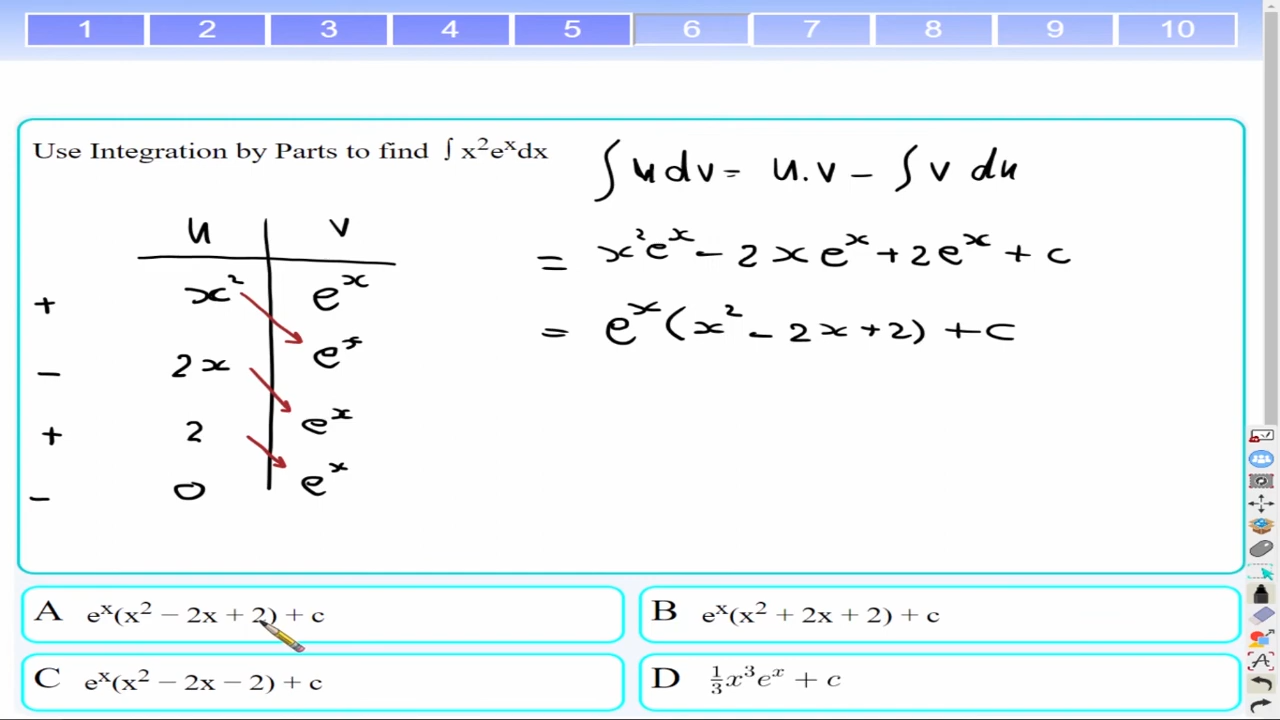 1 2 3 4 5 6 7 8 9 10
Use Integration by Parts to find ∫ x²eˣdx
∫ u dv = u.v − ∫ v du
= x²eˣ − 2xeˣ + 2eˣ + c
= eˣ(x² − 2x + 2) + c
u v
+ x² eˣ
− 2x eˣ
+ 2 eˣ
− 0 eˣ
A eˣ(x² − 2x + 2) + c
B eˣ(x² + 2x + 2) + c
C eˣ(x² − 2x − 2) + c
D ⅓x³eˣ + c